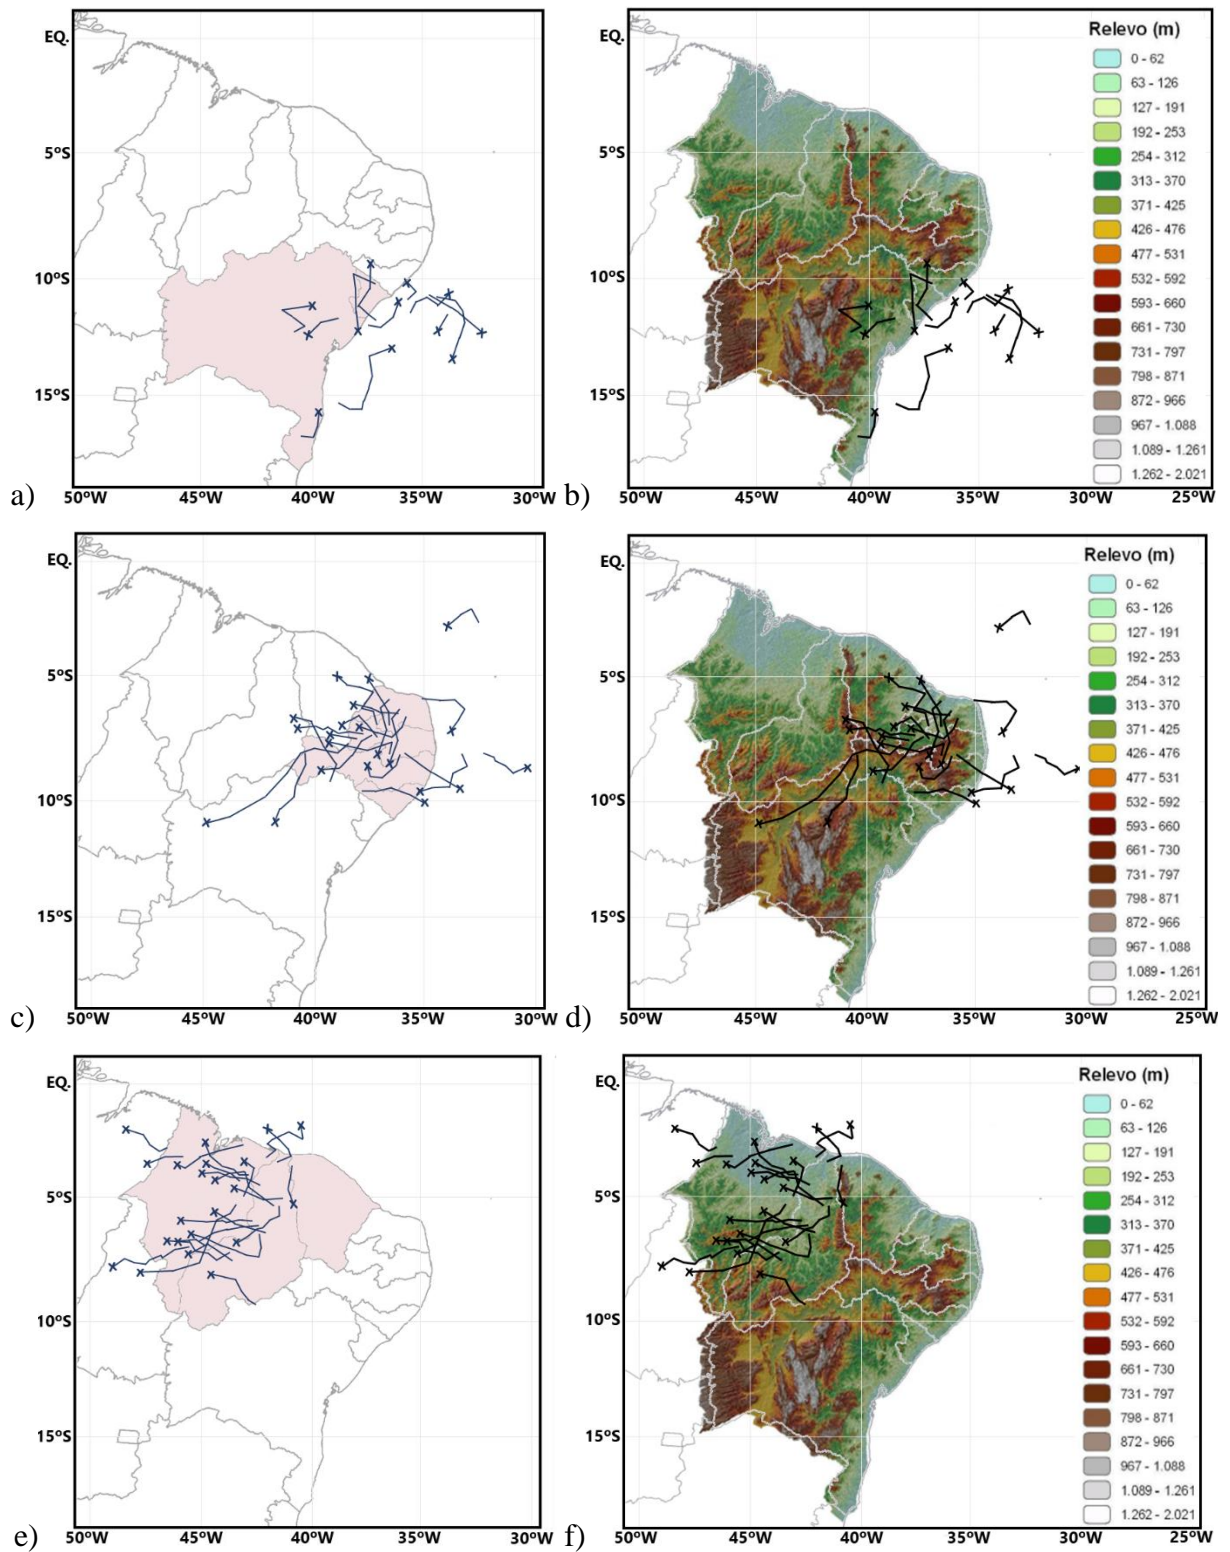 EQ.
5ºS
10ºS
15ºS
50ºW 45ºW 40ºW 35ºW 30ºW
a)
EQ.
5ºS
10ºS
15ºS
50ºW 45ºW 40ºW 35ºW 30ºW 25ºW
b)
Relevo (m)
0 - 62
63 - 126
127 - 191
192 - 253
254 - 312
313 - 370
371 - 425
426 - 476
477 - 531
532 - 592
593 - 660
661 - 730
731 - 797
798 - 871
872 - 966
967 - 1.088
1.089 - 1.261
1.262 - 2.021
EQ.
5ºS
10ºS
15ºS
50ºW 45ºW 40ºW 35ºW 30ºW
c)
EQ.
5ºS
10ºS
15ºS
50ºW 45ºW 40ºW 35ºW 30ºW 25ºW
d)
Relevo (m)
0 - 62
63 - 126
127 - 191
192 - 253
254 - 312
313 - 370
371 - 425
426 - 476
477 - 531
532 - 592
593 - 660
661 - 730
731 - 797
798 - 871
872 - 966
967 - 1.088
1.089 - 1.261
1.262 - 2.021
EQ.
5ºS
10ºS
15ºS
50ºW 45ºW 40ºW 35ºW 30ºW
e)
EQ.
5ºS
10ºS
15ºS
50ºW 45ºW 40ºW 35ºW 30ºW 25ºW
f)
Relevo (m)
0 - 62
63 - 126
127 - 191
192 - 253
254 - 312
313 - 370
371 - 425
426 - 476
477 - 531
532 - 592
593 - 660
661 - 730
731 - 797
798 - 871
872 - 966
967 - 1.088
1.089 - 1.261
1.262 - 2.021